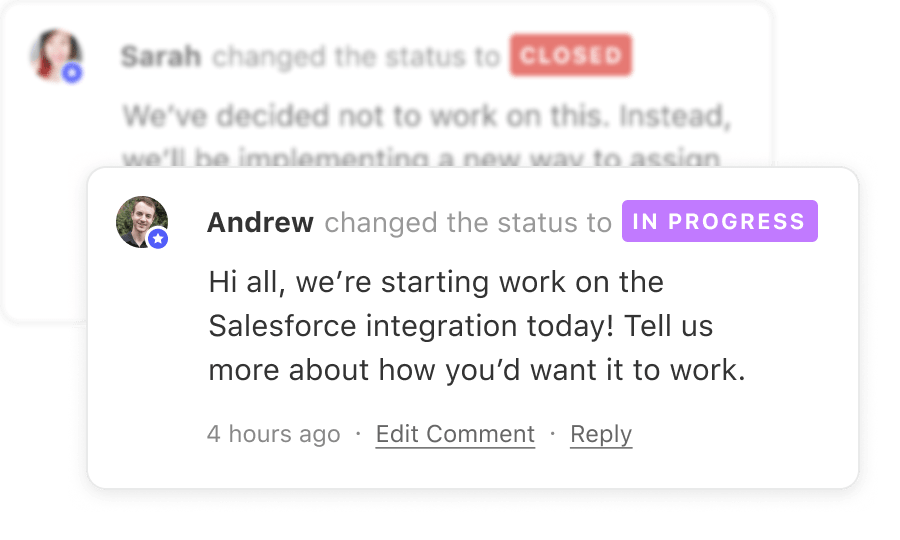 Sarah changed the status to CLOSED
We've decided not to work on this. Instead,
we'll be implementing a new way to assign
Andrew changed the status to IN PROGRESS
Hi all, we’re starting work on the
Salesforce integration today! Tell us
more about how you’d want it to work.
4 hours ago · Edit Comment · Reply